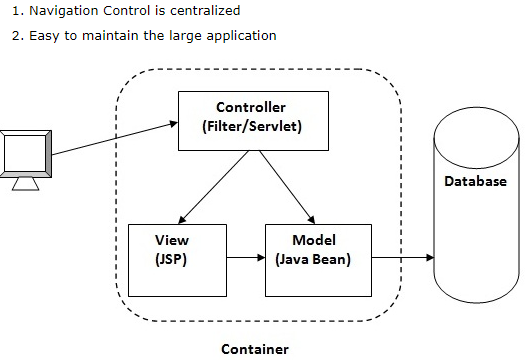 1. Navigation Control is centralized
2. Easy to maintain the large application
Controller
(Filter/Servlet)
Database
View
(JSP)
Model
(Java Bean)
Container